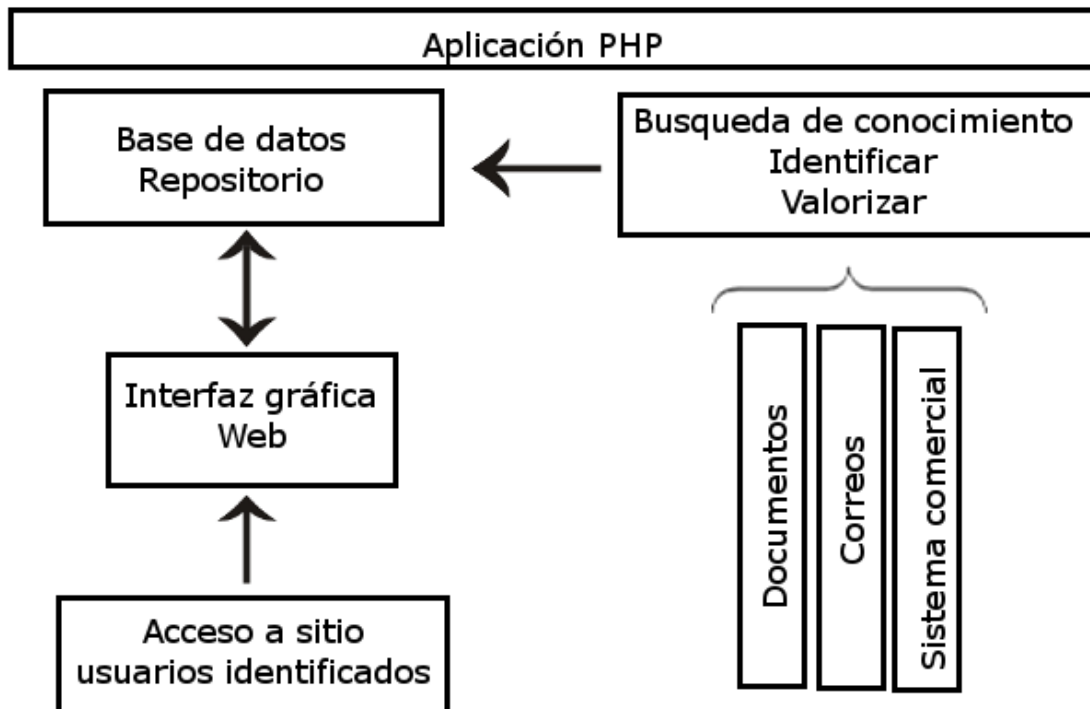 Aplicación PHP
Base de datos
Repositorio
Busqueda de conocimiento
Identificar
Valorizar
Interfaz gráfica
Web
Documentos
Correos
Sistema comercial
Acceso a sitio
usuarios identificados